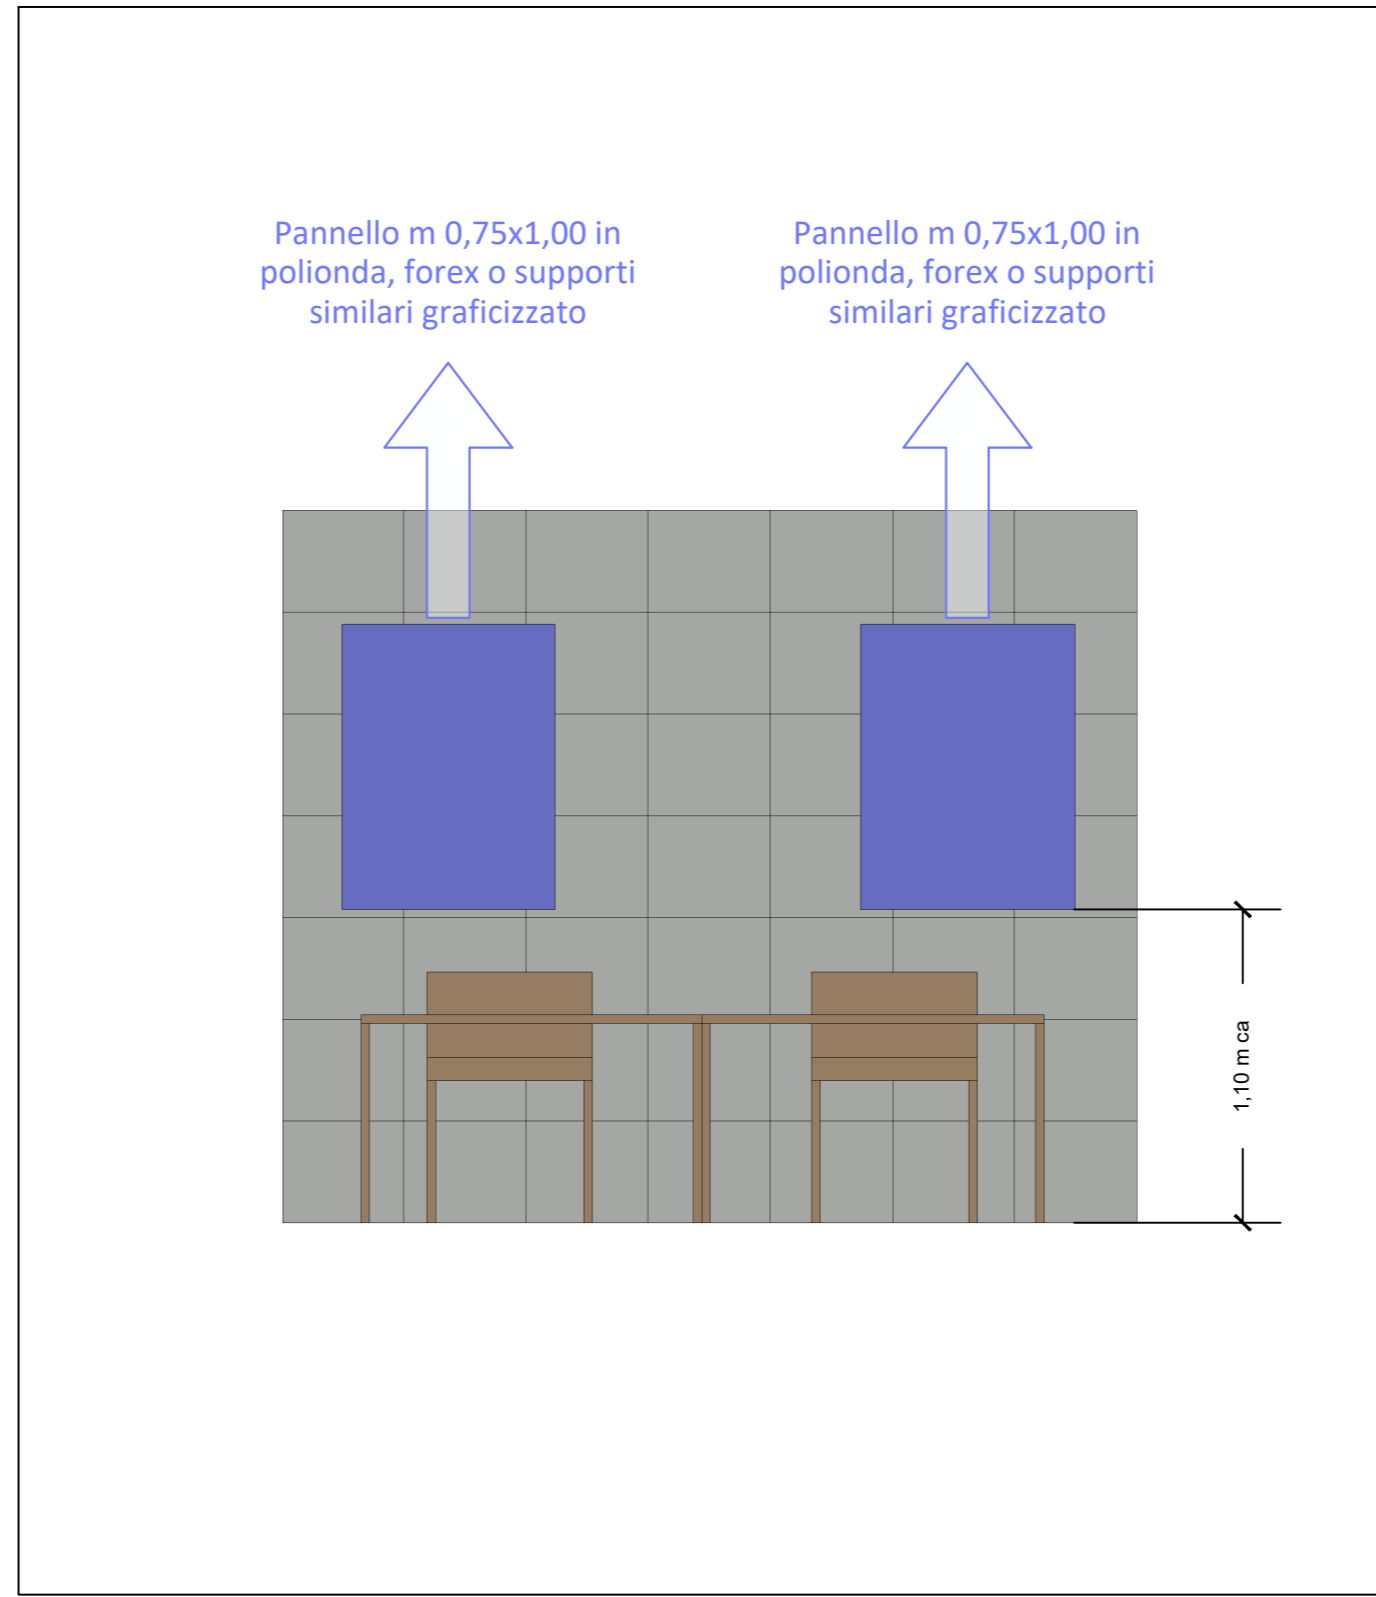 Pannello m 0,75x1,00 in
polionda, forex o supporti
similari graficizzato
Pannello m 0,75x1,00 in
polionda, forex o supporti
similari graficizzato
1,10 m ca